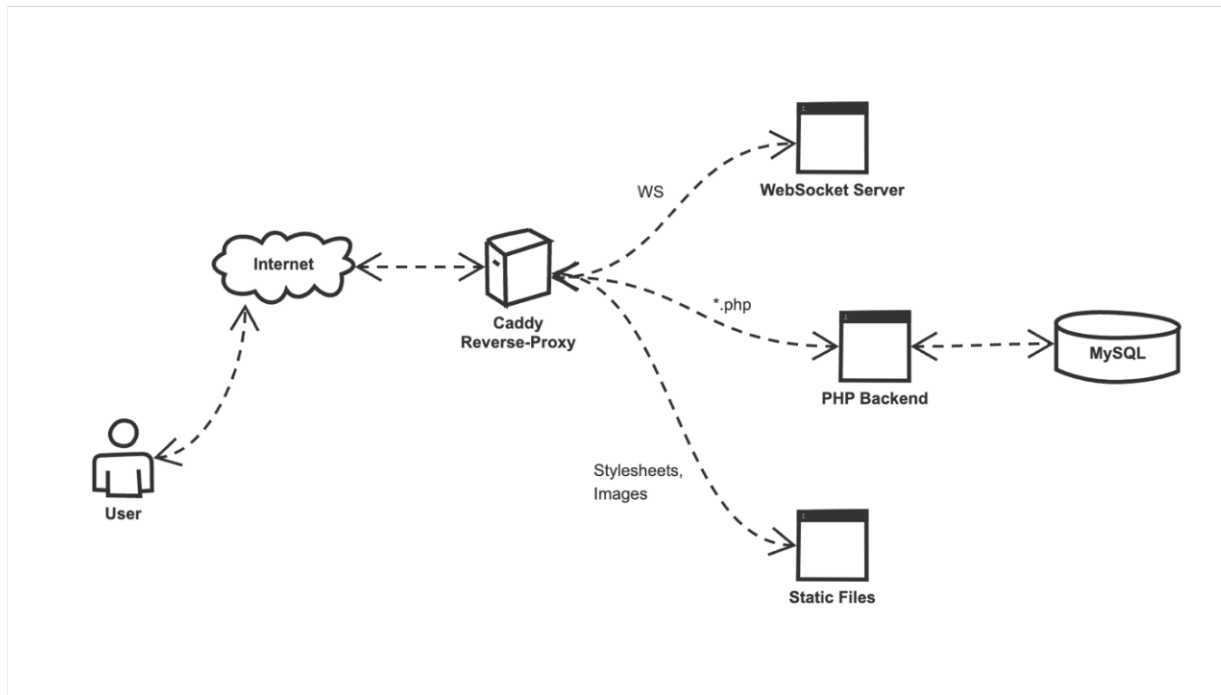 WebSocket Server
WS
Internet
Caddy
Reverse-Proxy
*.php
PHP Backend
MySQL
User
Stylesheets,
Images
Static Files